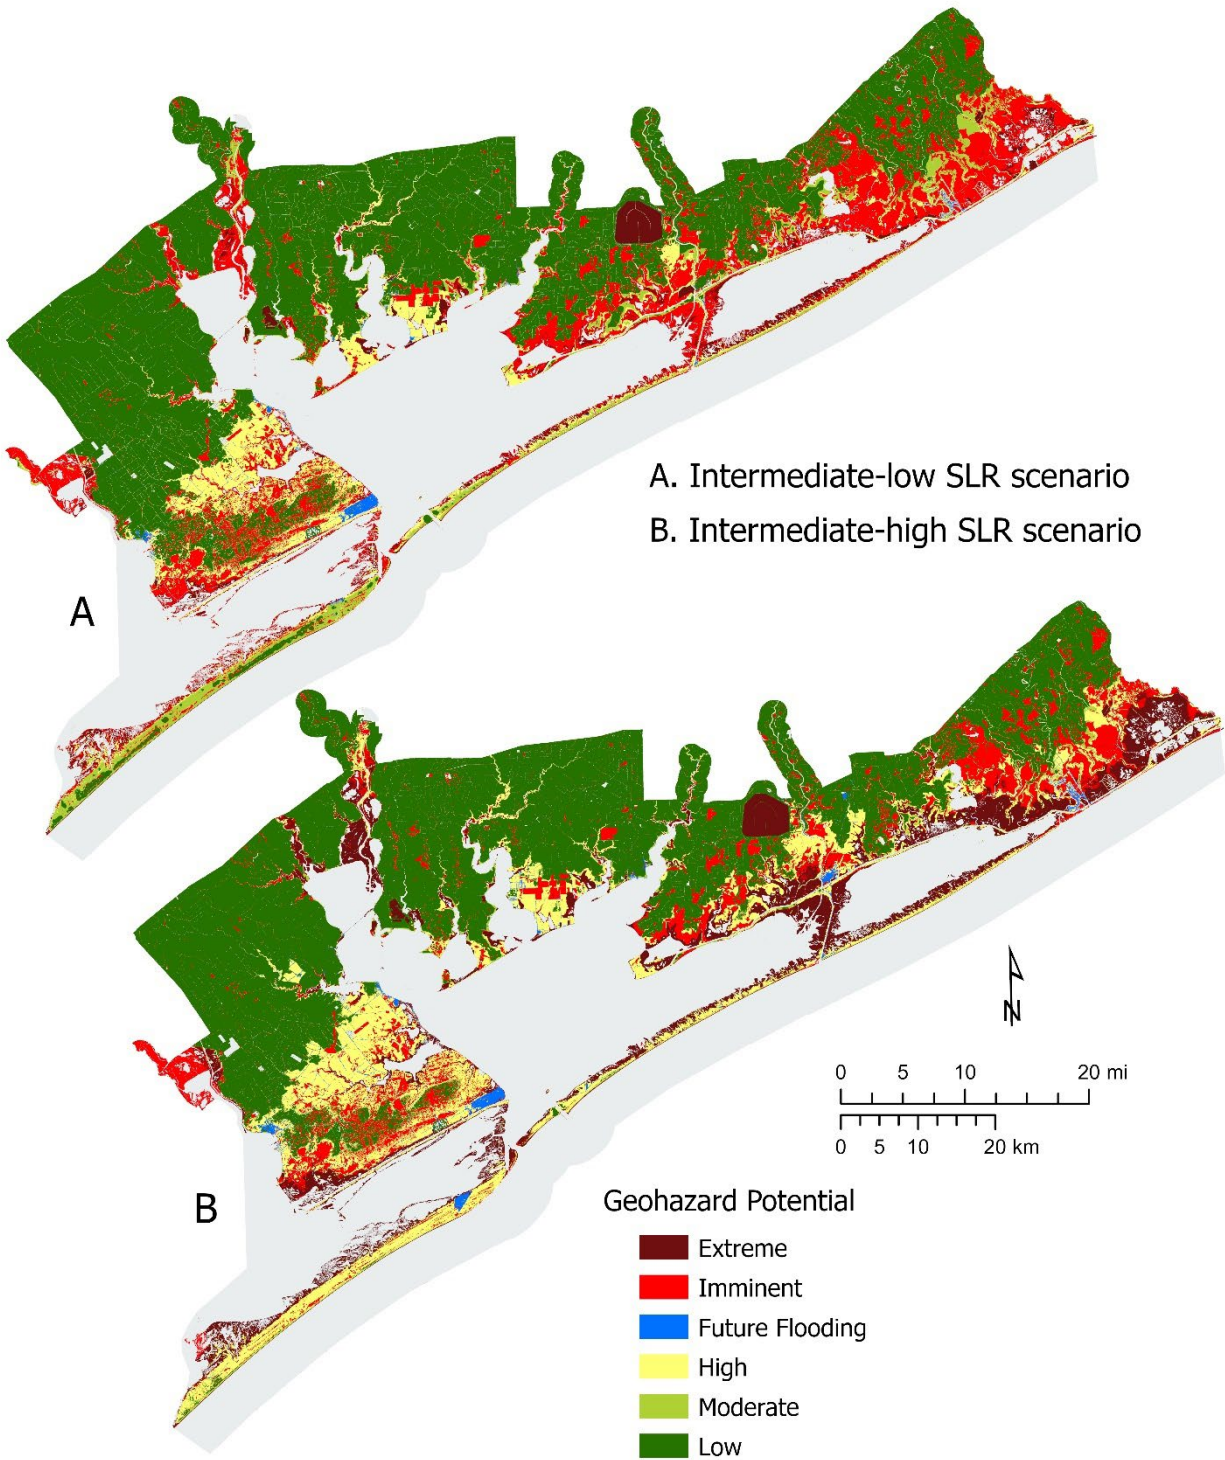 A. Intermediate-low SLR scenario
B. Intermediate-high SLR scenario
A
N
0 5 10 20 mi
0 5 10 20 km
B
Geohazard Potential
Extreme
Imminent
Future Flooding
High
Moderate
Low